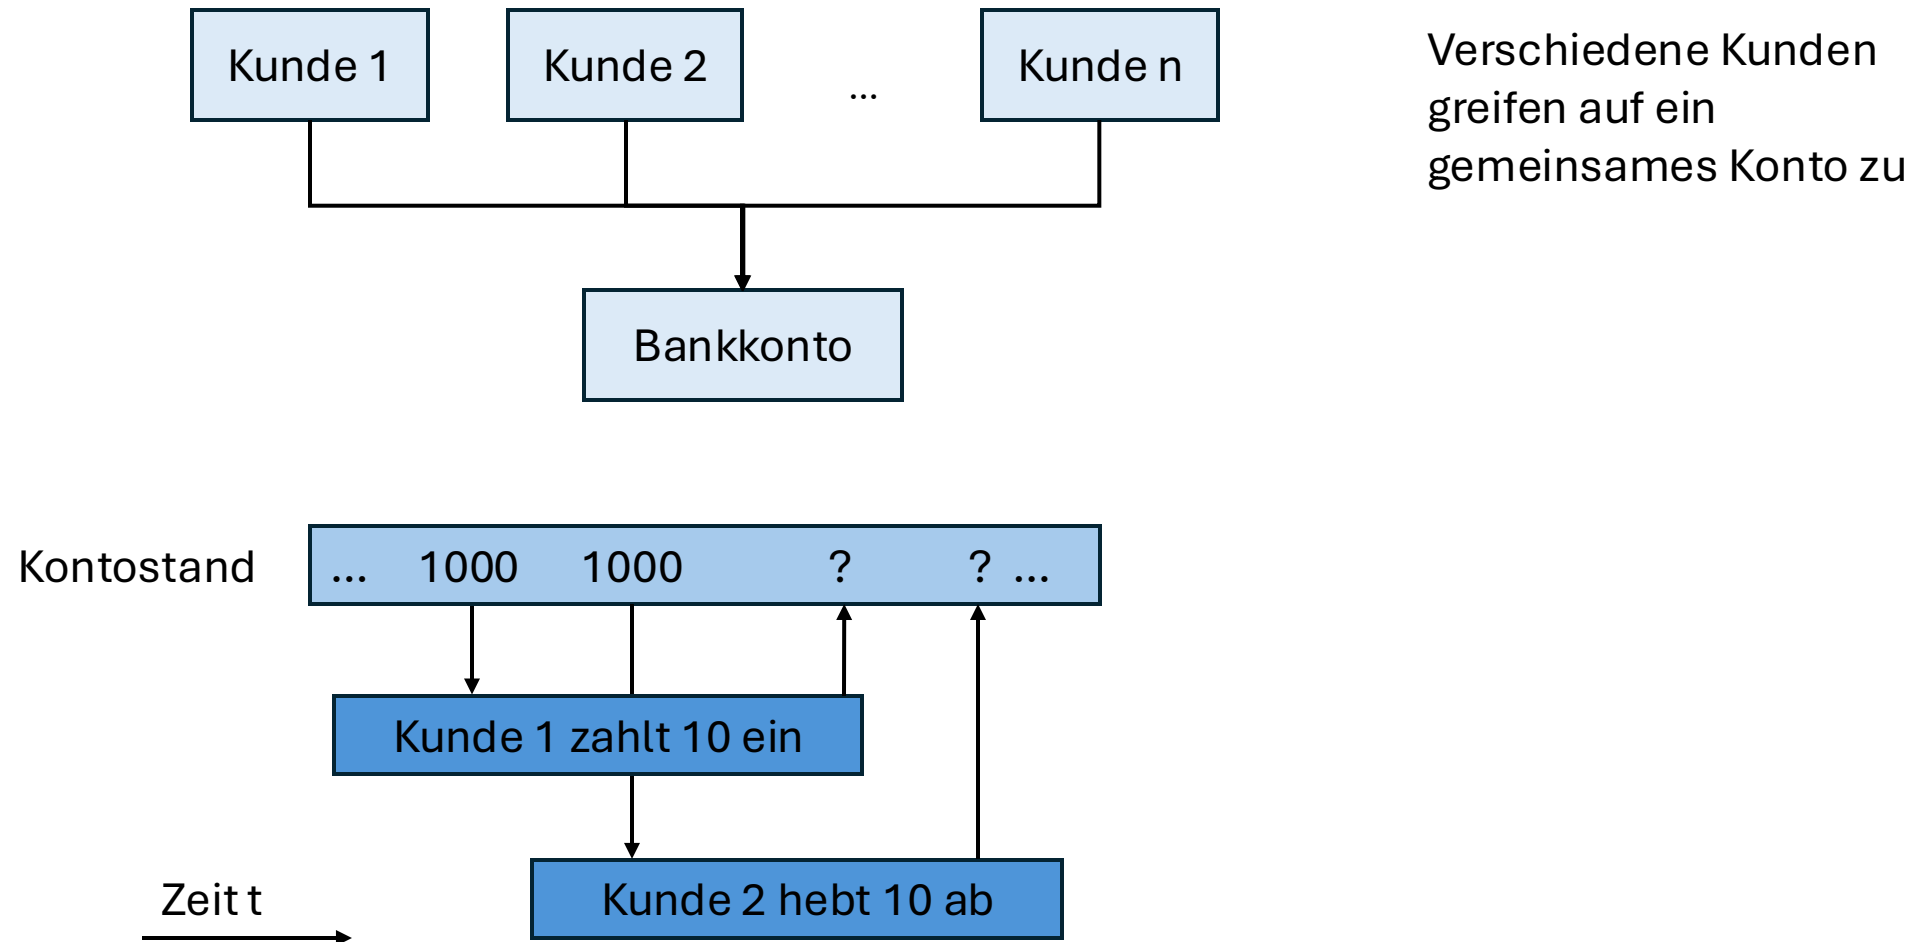 Kunde 1
Kunde 2
...
Kunde n
Verschiedene Kunden
greifen auf ein
gemeinsames Konto zu
Bankkonto
Kontostand
... 1000 1000 ? ? ...
Kunde 1 zahlt 10 ein
Kunde 2 hebt 10 ab
Zeit t